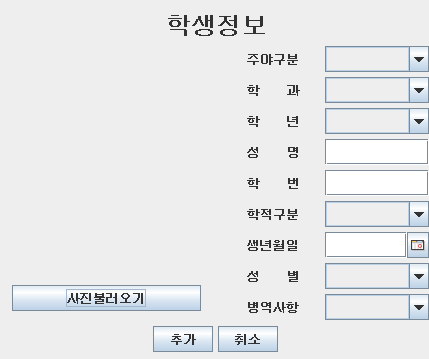 학생정보
주야구분
학 과
학 년
성 명
학 번
학적구분
생년월일
성 별
사진불러오기
병역사항
추가 취소